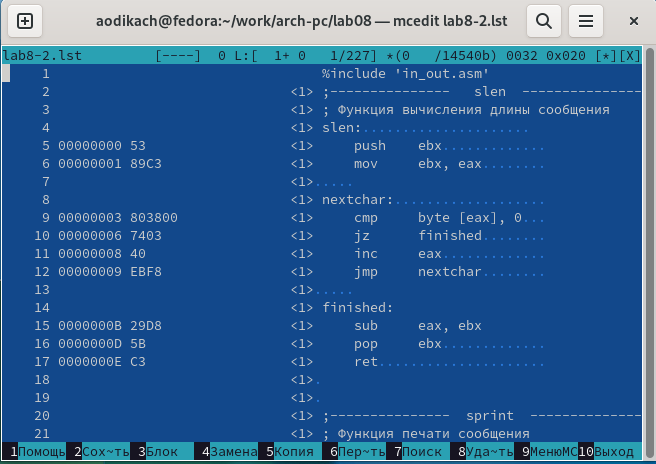 aodikach@fedora:~/work/arch-pc/lab08 — mcedit lab8-2.lst
lab8-2.lst [----] 0 L:[ 1+ 0 1/227] *(0 /14540b) 0032 0x020 [*][X]
1 %include 'in_out.asm'
2 <1> ;--------------- slen ---------------
3 <1> ; Функция вычисления длины сообщения
4 <1> slen:.....................
5 00000000 53 <1> push ebx.............
6 00000001 89C3 <1> mov ebx, eax........
7 <1>.....
8 <1> nextchar:...................
9 00000003 803800 <1> cmp byte [eax], 0...
10 00000006 7403 <1> jz finished........
11 00000008 40 <1> inc eax.............
12 00000009 EBF8 <1> jmp nextchar........
13 <1>.....
14 <1> finished:
15 0000000B 29D8 <1> sub eax, ebx
16 0000000D 5B <1> pop ebx.............
17 0000000E C3 <1> ret.....................
18 <1>.
19 <1>.
20 <1> ;--------------- sprint --------------
21 <1> ; Функция печати сообщения
1Помощь 2Сох~ть 3Блок 4Замена 5Копия 6Пер~ть 7Поиск 8Уда~ть 9МенюMC 10Выход